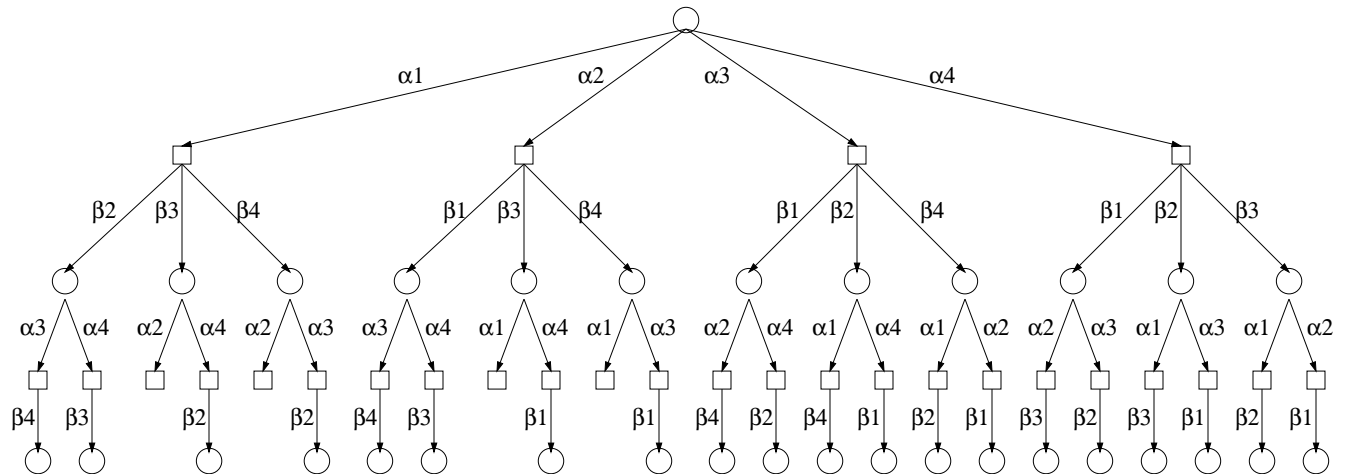 α1 α2 α3 α4
β2 β3 β4 β1 β3 β4 β1 β2 β4 β1 β2 β3
α3 α4 α2 α4 α2 α3 α3 α4 α1 α4 α1 α3 α2 α4 α1 α4 α1 α2 α2 α3 α1 α3 α1 α2
β4 β3 β2 β2 β4 β3 β1 β1 β4 β2 β4 β1 β2 β1 β3 β2 β3 β1 β2 β1